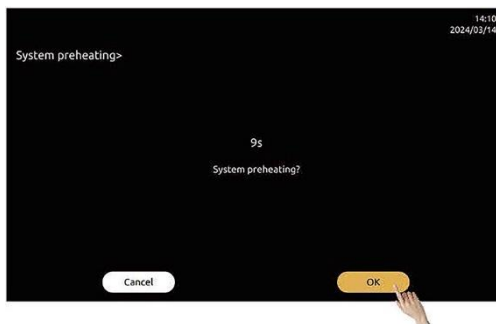 14:10
2024/03/14
System preheating>
9s
System preheating?
Cancel
OK